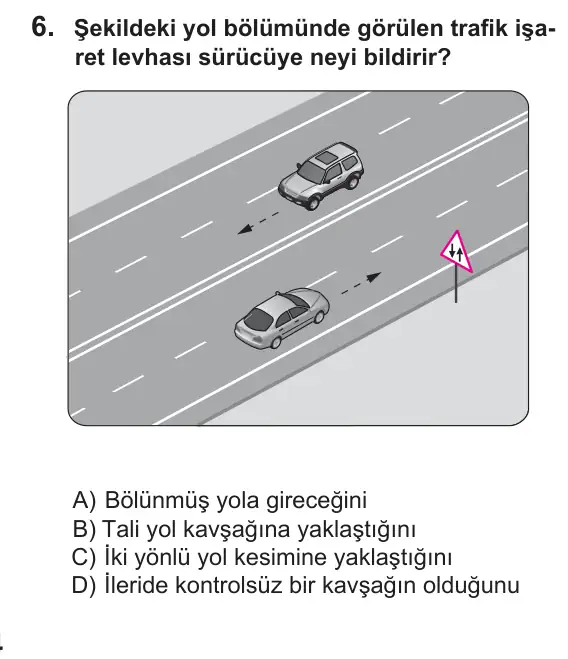 6. Şekildeki yol bölümünde görülen trafik işa-
ret levhası sürücüye neyi bildirir?
A) Bölünmüş yola gireceğini
B) Tali yol kavşağına yaklaştığını
C) İki yönlü yol kesimine yaklaştığını
D) İleride kontrolsüz bir kavşağın olduğunu